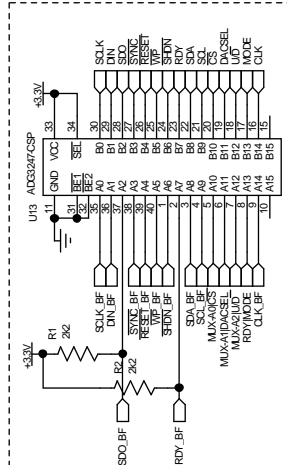 +3.3V
+3.3V
U13 ADG3247-CSP
11 GND VCC 33
31 BE1 SEL 34
32 BE2
R1
2k2
R2
2k2
SCLK_BF 35 A0 B0 30 SCLK
DIN_BF 36 A1 B1 29 DIN
SDO_BF 37 A2 B2 28 SDO
SYNC_BF 38 A3 B3 27 SYNC
RESET_BF 39 A4 B4 26 RESET
WP_BF 40 A5 B5 25 WP
SHDN_BF 1 A6 B6 24 SHDN
RDY_BF 2 A7 B7 23 RDY
SDA_BF 3 A8 B8 22 SDA
SCL_BF 4 A9 B9 21 SCL
MUX-A0|CS 5 A10 B10 20 CS
MUX-A1|DACSEL 6 A11 B11 19 DACSEL
MUX-A2|U/D 7 A12 B12 18 U/D
RDY|MODE 8 A13 B13 17 MODE
CLK_BF 9 A14 B14 16 CLK
10 A15 B15 15